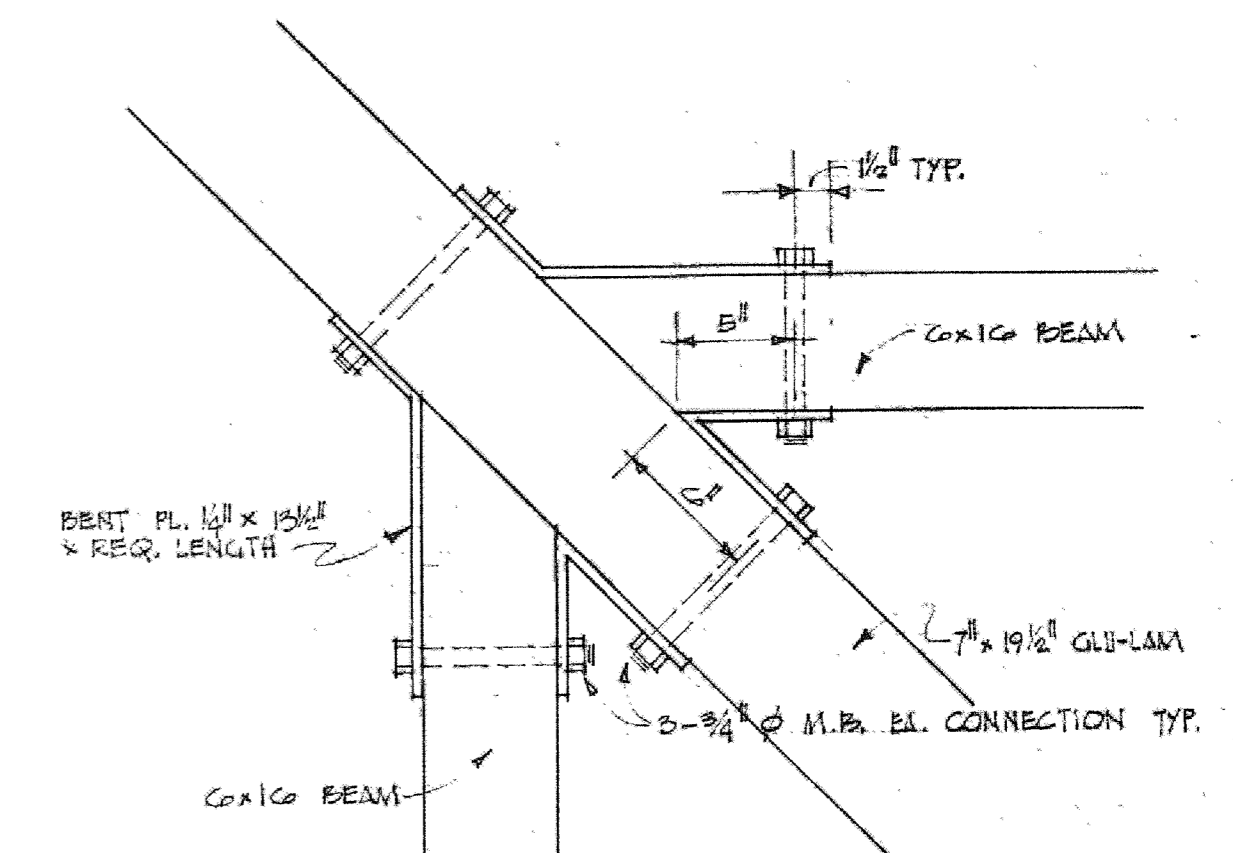 1½" TYP.
5"
6x16 BEAM
6"
BENT PL. ¼" x 13½"
x REQ. LENGTH
7" x 19½" GLU-LAM
3-¾" Ø M.B. EA. CONNECTION TYP.
6x16 BEAM